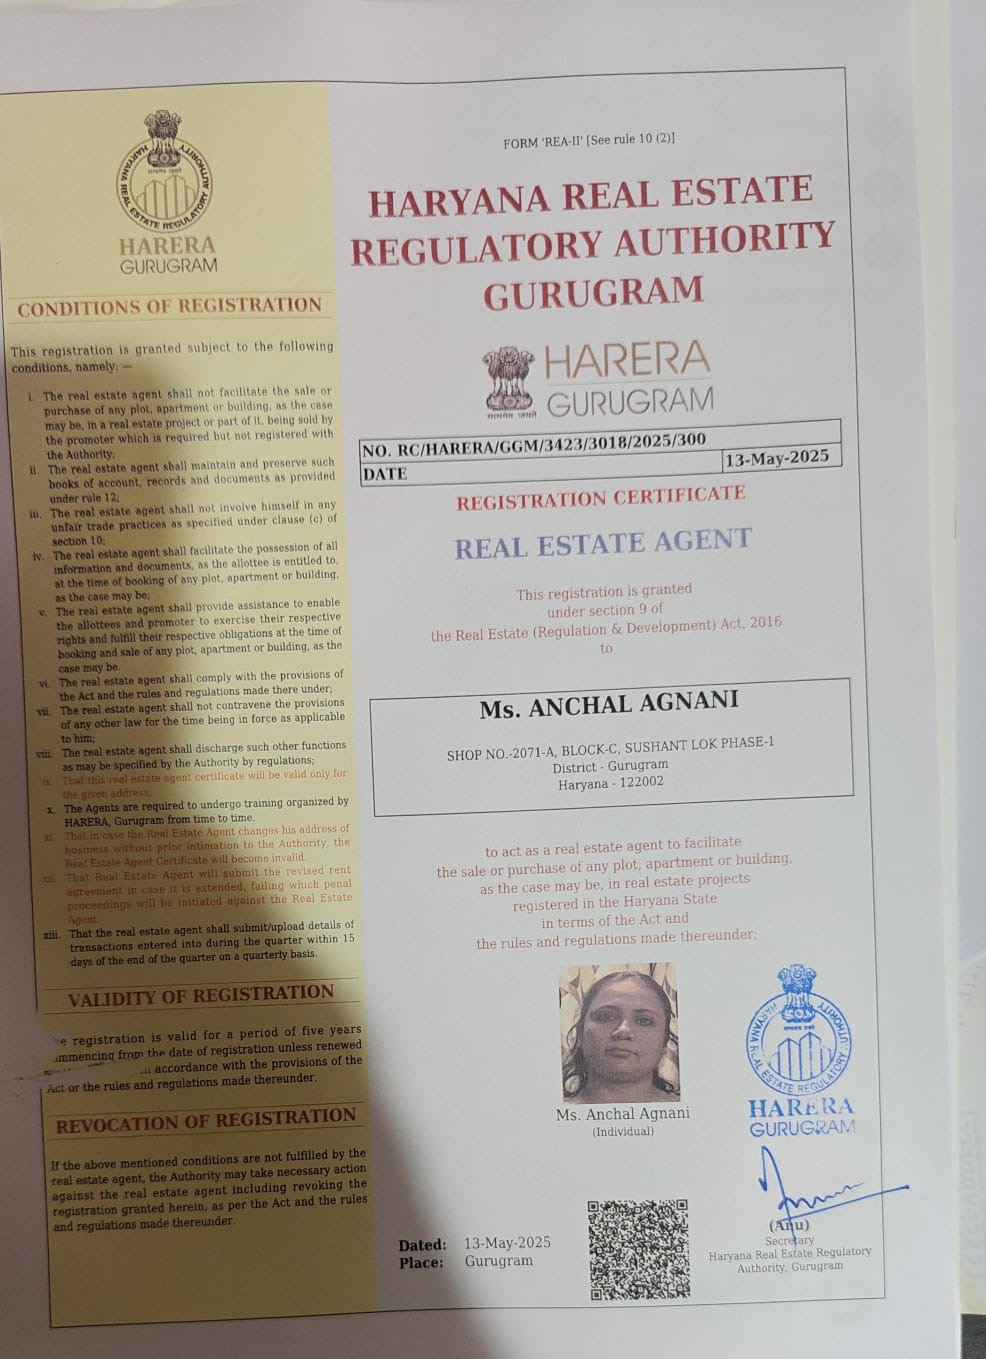 HARYANA REAL ESTATE REGULATORY AUTHORITY
HARERA
GURUGRAM
CONDITIONS OF REGISTRATION
This registration is granted subject to the following
conditions, namely: —
i. The real estate agent shall not facilitate the sale or
purchase of any plot, apartment or building, as the case
may be, in a real estate project or part of it, being sold by
the promoter which is required but not registered with
the Authority;
ii. The real estate agent shall maintain and preserve such
books of account, records and documents as provided
under rule 12;
iii. The real estate agent shall not involve himself in any
unfair trade practices as specified under clause (c) of
section 10;
iv. The real estate agent shall facilitate the possession of all
information and documents, as the allottee is entitled to,
at the time of booking of any plot, apartment or building,
as the case may be;
v. The real estate agent shall provide assistance to enable
the allottees and promoter to exercise their respective
rights and fulfill their respective obligations at the time of
booking and sale of any plot, apartment or building, as the
case may be.
vi. The real estate agent shall comply with the provisions of
the Act and the rules and regulations made there under;
vii. The real estate agent shall not contravene the provisions
of any other law for the time being in force as applicable
to him;
viii. The real estate agent shall discharge such other functions
as may be specified by the Authority by regulations;
ix. That this real estate agent certificate will be valid only for
the given address;
x. The Agents are required to undergo training organized by
HARERA, Gurugram from time to time.
xi. That in case the Real Estate Agent changes his address of
business without prior intimation to the Authority, the
Real Estate Agent Certificate will become invalid.
xii. That Real Estate Agent will submit the revised rent
agreement in case it is extended, failing which penal
proceedings will be initiated against the Real Estate
Agent.
xiii. That the real estate agent shall submit/upload details of
transactions entered into during the quarter within 15
days of the end of the quarter on a quarterly basis.
VALIDITY OF REGISTRATION
registration is valid for a period of five years
from the date of registration unless renewed
accordance with the provisions of the
Act or the rules and regulations made thereunder.
REVOCATION OF REGISTRATION
If the above mentioned conditions are not fulfilled by the
real estate agent, the Authority may take necessary action
against the real estate agent including revoking the
registration granted herein, as per the Act and the rules
and regulations made thereunder.
FORM 'REA-II' [See rule 10 (2)]
HARYANA REAL ESTATE
REGULATORY AUTHORITY
GURUGRAM
HARERA
सत्यमेव जयते GURUGRAM
NO. RC/HARERA/GGM/3423/3018/2025/300
DATE 13-May-2025
REGISTRATION CERTIFICATE
REAL ESTATE AGENT
This registration is granted
under section 9 of
the Real Estate (Regulation & Development) Act, 2016
to
Ms. ANCHAL AGNANI
SHOP NO.-2071-A, BLOCK-C, SUSHANT LOK PHASE-1
District - Gurugram
Haryana - 122002
to act as a real estate agent to facilitate
the sale or purchase of any plot, apartment or building,
as the case may be, in real estate projects
registered in the Haryana State
in terms of the Act and
the rules and regulations made thereunder;
Ms. Anchal Agnani
(Individual)
HARYANA REAL ESTATE REGULATORY AUTHORITY
HARERA
GURUGRAM
(Anu)
Secretary
Haryana Real Estate Regulatory
Authority, Gurugram
Dated: 13-May-2025
Place: Gurugram